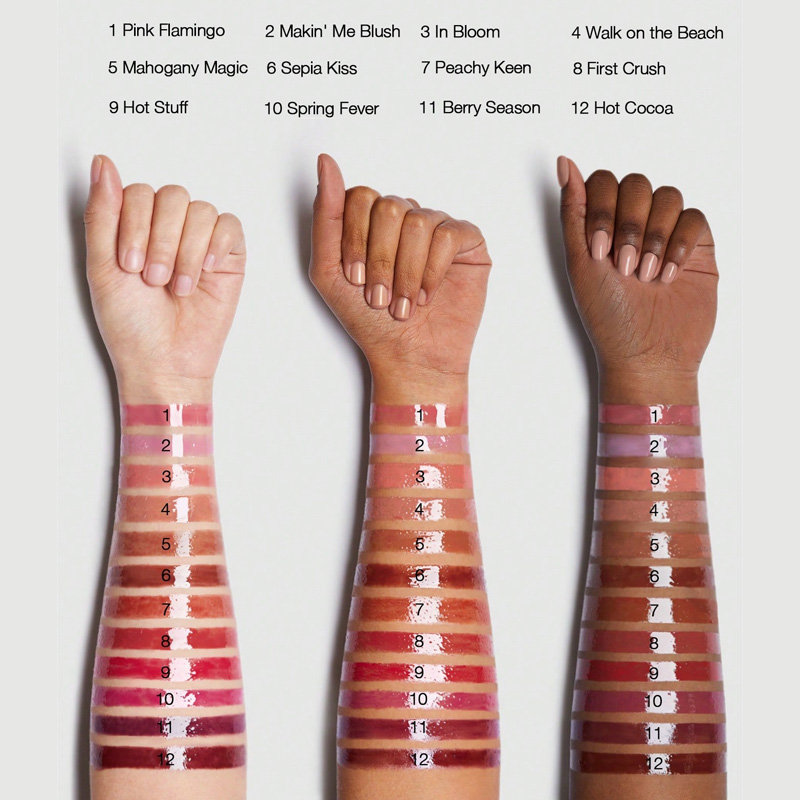 1 Pink Flamingo 2 Makin' Me Blush 3 In Bloom 4 Walk on the Beach
5 Mahogany Magic 6 Sepia Kiss 7 Peachy Keen 8 First Crush
9 Hot Stuff 10 Spring Fever 11 Berry Season 12 Hot Cocoa
1 1 1
2 2 2
3 3 3
4 4 4
5 5 5
6 6 6
7 7 7
8 8 8
9 9 9
10 10 10
11 11 11
12 12 12